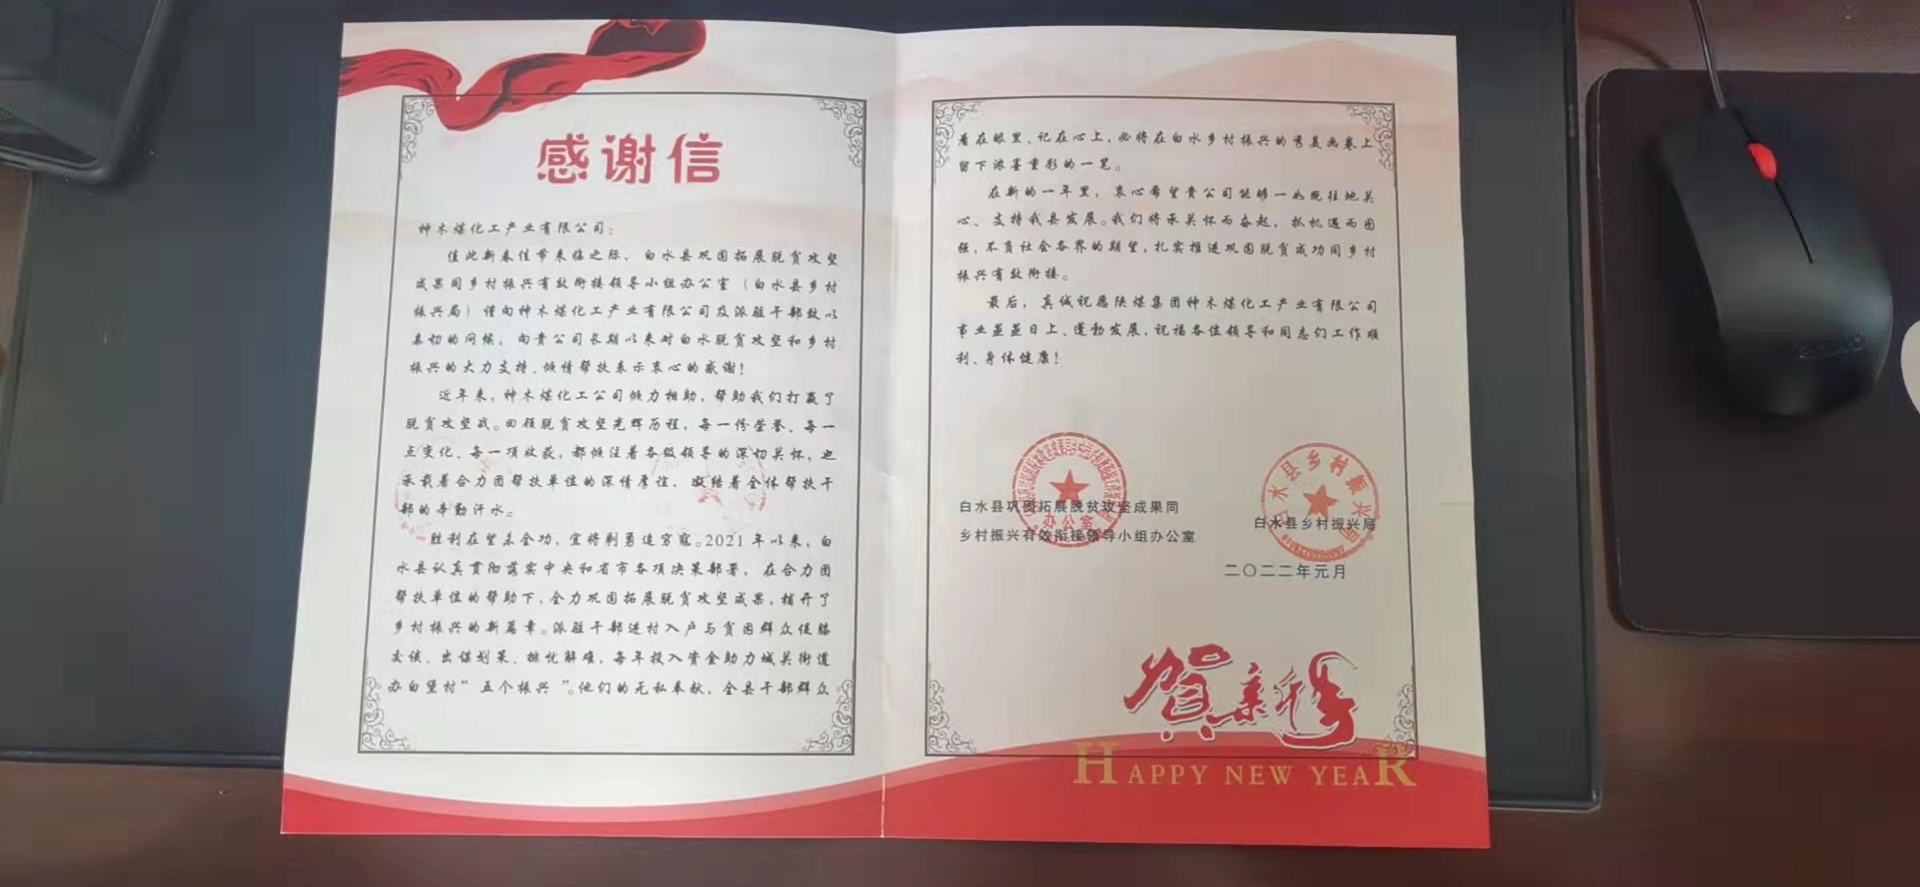 感谢信
神木煤化工产业有限公司：
值此新春佳节来临之际，白水县巩固拓展脱贫攻坚
成果同乡村振兴有效衔接领导小组办公室（白水县乡村
振兴局）谨向神木煤化工产业有限公司及派驻干部致以
亲切的问候，向贵公司长期以来对白水脱贫攻坚和乡村
振兴的大力支持、倾情帮扶表示衷心的感谢！
近年来，神木煤化工公司倾力相助，帮助我们打赢了
脱贫攻坚战。回顾脱贫攻坚光辉历程，每一份荣誉、每一
点变化、每一项收获，都倾注着各级领导的深切关怀，也
承载着合力团帮扶单位的深情厚谊，凝结着全体帮扶干
部的辛勤汗水。
胜利在望未全功，宜将剩勇追穷寇。2021年以来，白
水县认真贯彻落实中央和省市各项决策部署，在合力团
帮扶单位的帮助下，全力巩固拓展脱贫攻坚成果，精开了
乡村振兴的新篇章。派驻干部进村入户与贫困群众促膝
交谈、出谋划策、排忧解难，每年投入资金助力城关街道
办白堡村“五个振兴”。他们的无私奉献，全县干部群众
看在眼里、记在心上，必将在白水乡村振兴的秀美画卷上
留下浓墨重彩的一笔。
在新的一年里，衷心希望贵公司能够一如既往地关
心、支持我县发展。我们将承关怀而奋起，抓机遇而图
强，不负社会各界的期望，扎实推进巩固脱贫成功同乡村
振兴有效衔接。
最后，真诚祝愿陕煤集团神木煤化工产业有限公司
事业蒸蒸日上、蓬勃发展，祝福各位领导和同志们工作顺
利、身体健康！
白水县巩固拓展脱贫攻坚成果同
乡村振兴有效衔接领导小组办公室
办公室
白水县乡村振兴局
白水县乡村振兴局
二〇二二年元月
贺新禧
HAPPY NEW YEAR